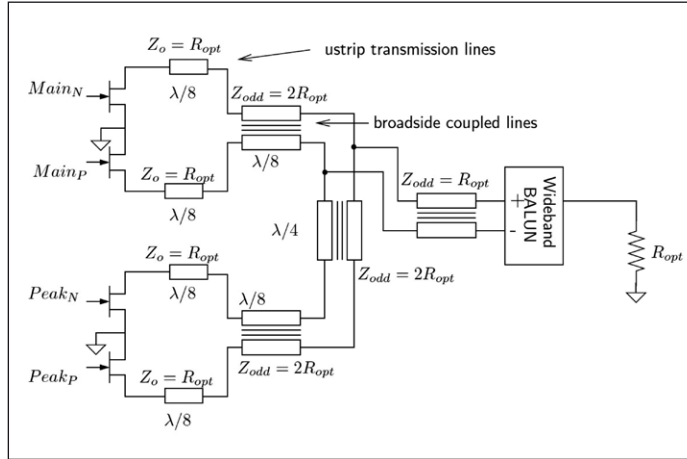 Z_o = R_opt
ustrip transmission lines
Main_N
λ/8
Z_odd = 2R_opt
broadside coupled lines
Main_P
Z_o = R_opt
λ/8
λ/8
Z_odd = R_opt
+
-
Wideband
BALUN
R_opt
λ/4
Z_o = R_opt
Z_odd = 2R_opt
Peak_N
λ/8
λ/8
Peak_P
Z_o = R_opt
Z_odd = 2R_opt
λ/8